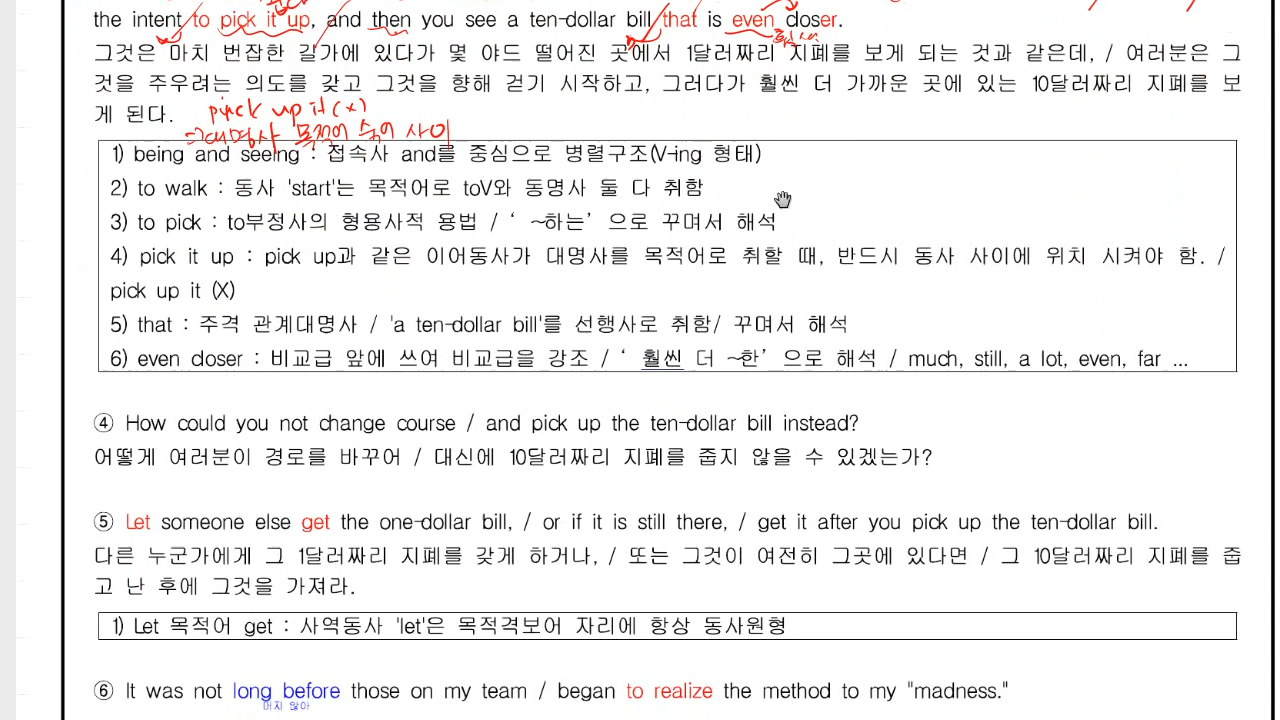 the intent to pick it up, and then you see a ten-dollar bill that is even closer.
그것은 마치 번잡한 길가에 있다가 몇 야드 떨어진 곳에서 1달러짜리 지폐를 보게 되는 것과 같은데, / 여러분은 그
것을 주우려는 의도를 갖고 그것을 향해 걷기 시작하고, 그러다가 훨씬 더 가까운 곳에 있는 10달러짜리 지폐를 보
게 된다.
pick up it (x)
⇒대명사 목적어 동사 사이
1) being and seeing : 접속사 and를 중심으로 병렬구조(V-ing 형태)
2) to walk : 동사 'start'는 목적어로 toV와 동명사 둘 다 취함
3) to pick : to부정사의 형용사적 용법 / ‘ ~하는’ 으로 꾸며서 해석
4) pick it up : pick up과 같은 이어동사가 대명사를 목적어로 취할 때, 반드시 동사 사이에 위치 시켜야 함. /
pick up it (X)
5) that : 주격 관계대명사 / 'a ten-dollar bill'를 선행사로 취함/ 꾸며서 해석
6) even closer : 비교급 앞에 쓰여 비교급을 강조 / ‘ 훨씬 더 ~한’ 으로 해석 / much, still, a lot, even, far ...
④ How could you not change course / and pick up the ten-dollar bill instead?
어떻게 여러분이 경로를 바꾸어 / 대신에 10달러짜리 지폐를 줍지 않을 수 있겠는가?
⑤ Let someone else get the one-dollar bill, / or if it is still there, / get it after you pick up the ten-dollar bill.
다른 누군가에게 그 1달러짜리 지폐를 갖게 하거나, / 또는 그것이 여전히 그곳에 있다면 / 그 10달러짜리 지폐를 줍
고 난 후에 그것을 가져라.
1) Let 목적어 get : 사역동사 'let'은 목적격보어 자리에 항상 동사원형
⑥ It was not long before those on my team / began to realize the method to my "madness."
머지 않아